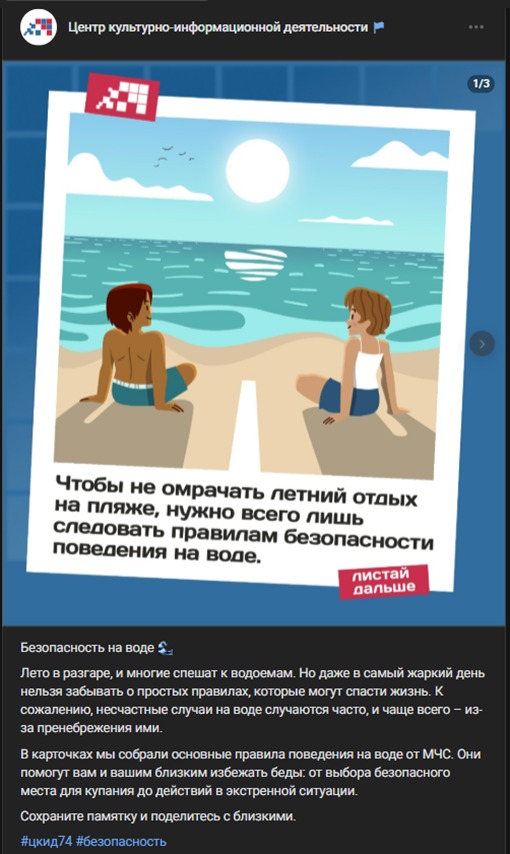 Центр культурно-информационной деятельности
1/3
Чтобы не омрачать летний отдых
на пляже, нужно всего лишь
следовать правилам безопасности
поведения на воде.
листай
дальше
Безопасность на воде 🌊
Лето в разгаре, и многие спешат к водоемам. Но даже в самый жаркий день
нельзя забывать о простых правилах, которые могут спасти жизнь. К
сожалению, несчастные случаи на воде случаются часто, и чаще всего – из-
за пренебрежения ими.
В карточках мы собрали основные правила поведения на воде от МЧС. Они
помогут вам и вашим близким избежать беды: от выбора безопасного
места для купания до действий в экстренной ситуации.
Сохраните памятку и поделитесь с близкими.
#цкид74 #безопасность